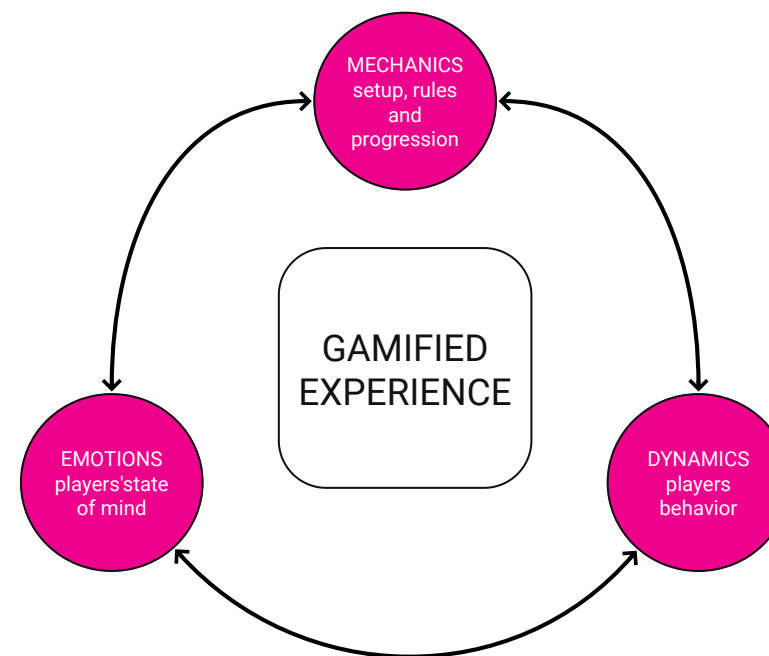 MECHANICS
setup, rules
and
progression
GAMIFIED
EXPERIENCE
EMOTIONS
players'state
of mind
DYNAMICS
players
behavior